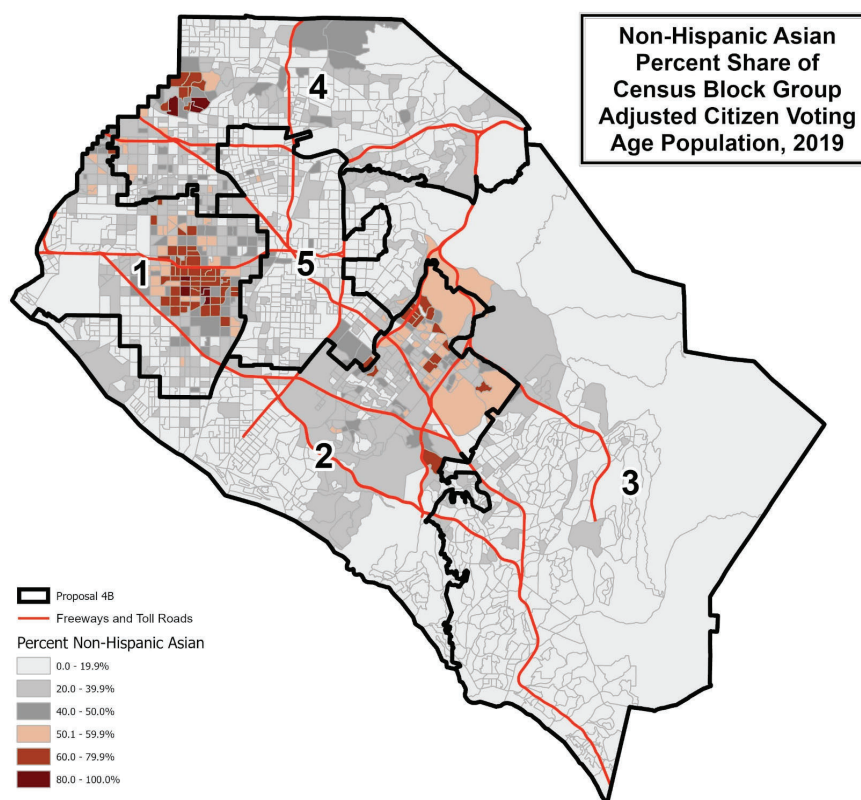 Non-Hispanic Asian
Percent Share of
Census Block Group
Adjusted Citizen Voting
Age Population, 2019
4
1
5
2
3
Proposal 4B
Freeways and Toll Roads
Percent Non-Hispanic Asian
0.0 - 19.9%
20.0 - 39.9%
40.0 - 50.0%
50.1 - 59.9%
60.0 - 79.9%
80.0 - 100.0%